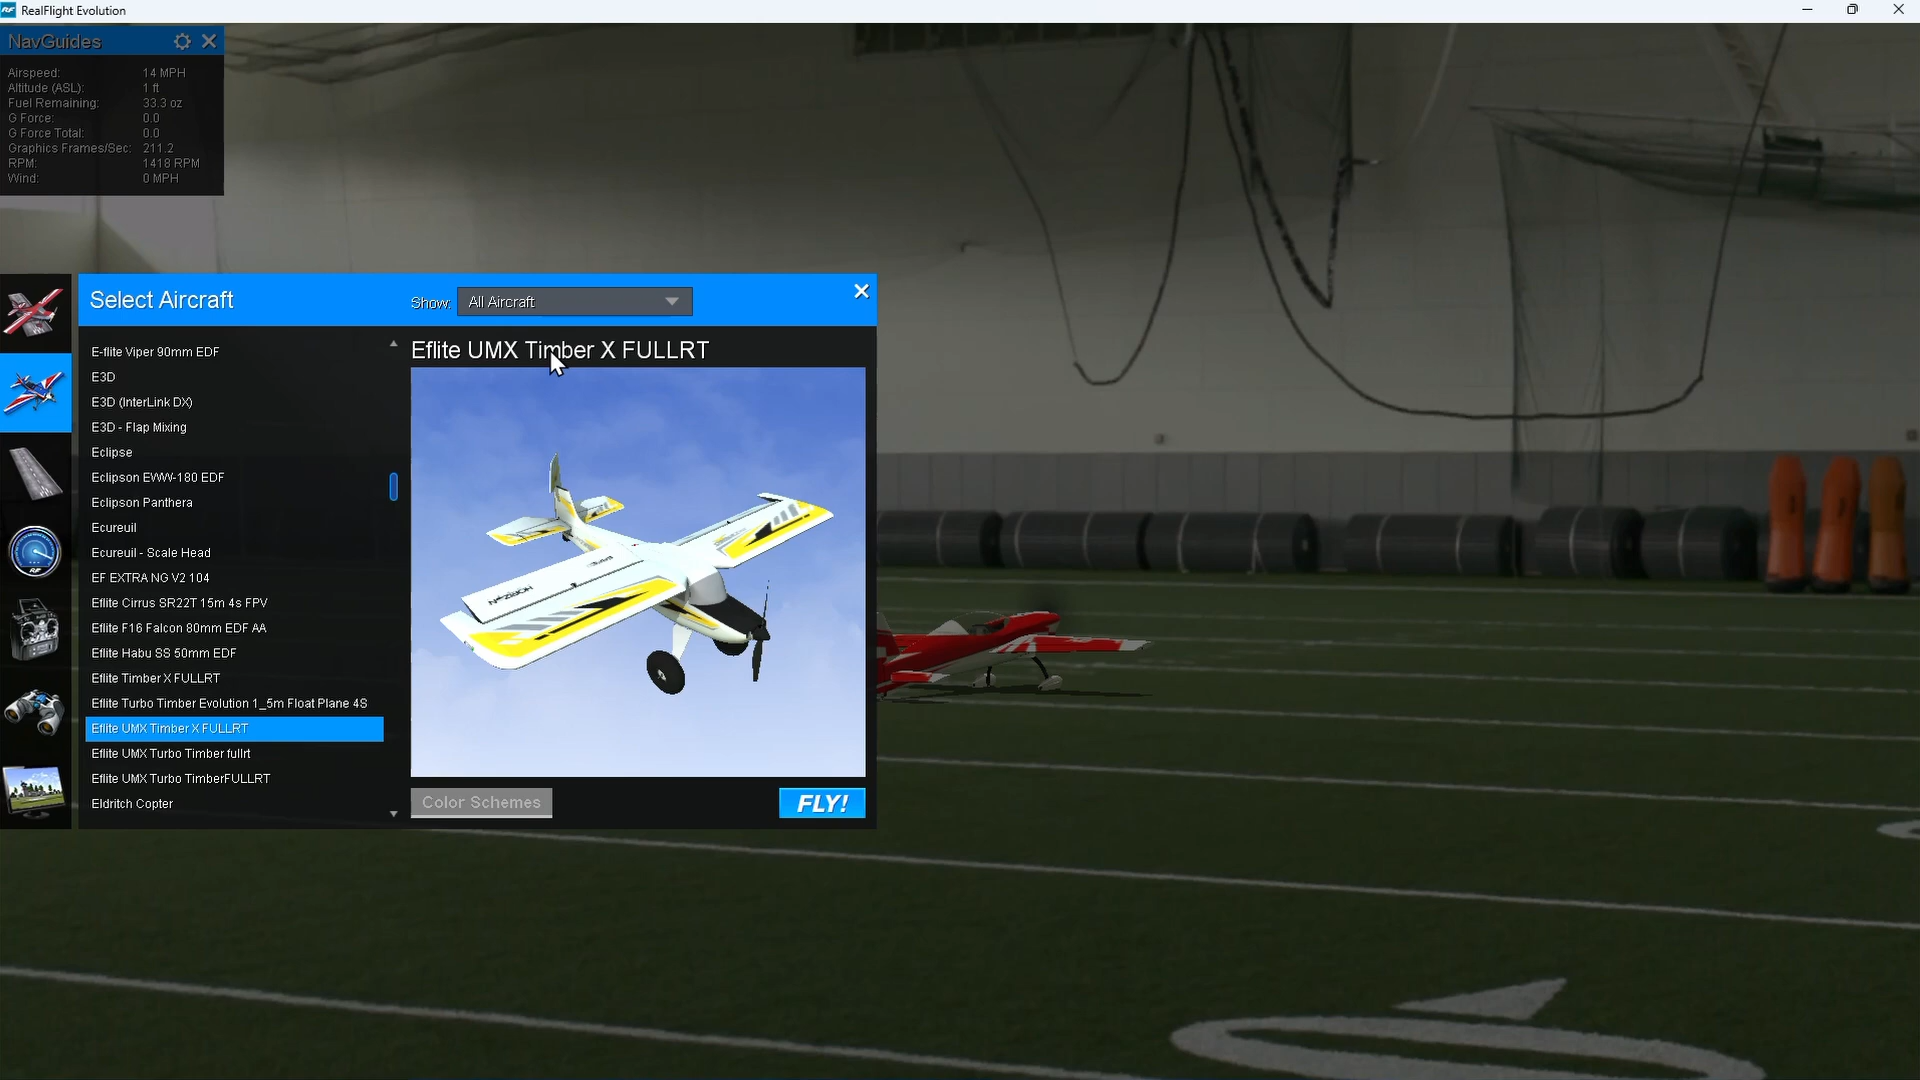 RealFlight Evolution
NavGuides
Airspeed: 14 MPH
Altitude (ASL): 1 ft
Fuel Remaining: 33.3 oz
G Force: 0.0
G Force Total: 0.0
Graphics Frames/Sec: 211.2
RPM: 1418 RPM
Wind: 0 MPH
Select Aircraft
Show: All Aircraft
E-flite Viper 90mm EDF
E3D
E3D (InterLink DX)
E3D - Flap Mixing
Eclipse
Eclipson EWW-180 EDF
Eclipson Panthera
Ecureuil
Ecureuil - Scale Head
EF EXTRA NG V2 104
Eflite Cirrus SR22T 15m 4s FPV
Eflite F16 Falcon 80mm EDF AA
Eflite Habu SS 50mm EDF
Eflite Timber X FULLRT
Eflite Turbo Timber Evolution 1_5m Float Plane 4S
Eflite UMX Timber X FULLRT
Eflite UMX Turbo Timber fullrt
Eflite UMX Turbo TimberFULLRT
Eldritch Copter
Eflite UMX Timber X FULLRT
HORIZON
Color Schemes
FLY!